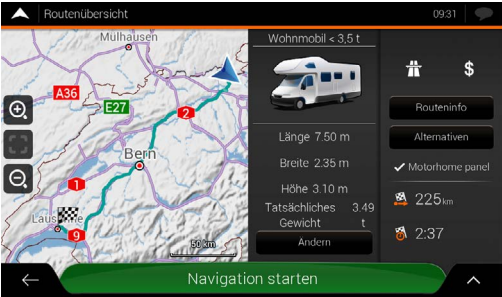 Routenübersicht
09:31
Mülhausen
A36
E27
2
Bern
1
Laus
9
50 km
Wohnmobil < 3,5 t
Länge 7.50 m
Breite 2.35 m
Höhe 3.10 m
Tatsächliches 3.49
Gewicht t
Ändern
$
Routeninfo
Alternativen
Motorhome panel
225 km
2:37
Navigation starten